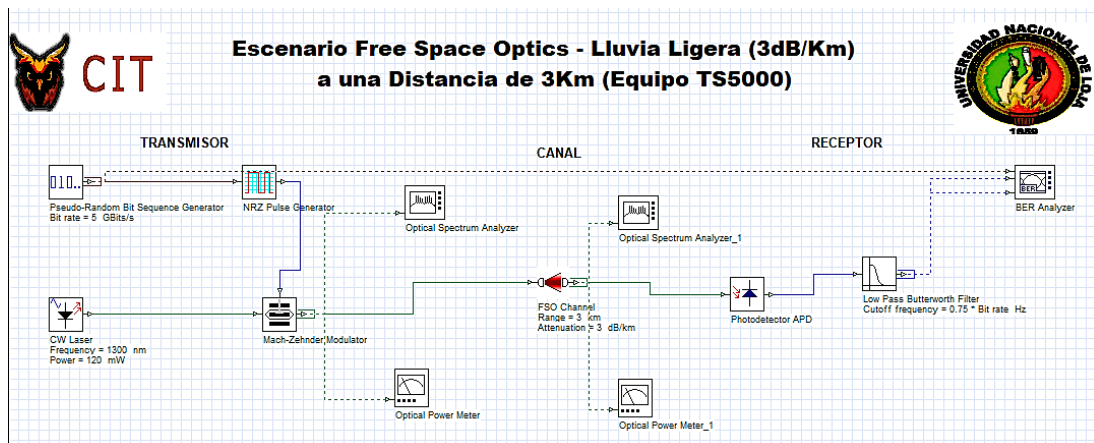 CIT
Escenario Free Space Optics - Lluvia Ligera (3dB/Km)
a una Distancia de 3Km (Equipo TS5000)
UNIVERSIDAD NACIONAL DE LOJA
1859
TRANSMISOR
CANAL
RECEPTOR
010..
Pseudo-Random Bit Sequence Generator
Bit rate = 5 GBits/s
NRZ Pulse Generator
Optical Spectrum Analyzer
Optical Spectrum Analyzer_1
BER
BER Analyzer
CW Laser
Frequency = 1300 nm
Power = 120 mW
Mach-Zehnder Modulator
FSO Channel
Range = 3 km
Attenuation = 3 dB/km
Photodetector APD
Low Pass Butterworth Filter
Cutoff frequency = 0.75 * Bit rate Hz
Optical Power Meter
Optical Power Meter_1